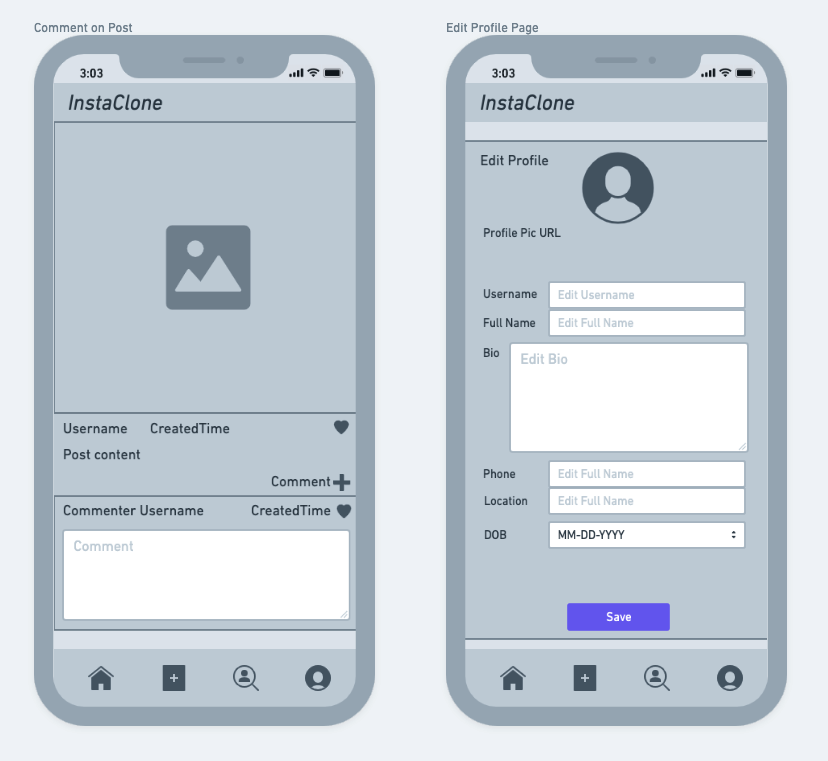 Comment on Post
3:03
InstaClone
Username CreatedTime
Post content
Comment
Commenter Username CreatedTime
Comment
Edit Profile Page
3:03
InstaClone
Edit Profile
Profile Pic URL
Username Edit Username
Full Name Edit Full Name
Bio Edit Bio
Phone Edit Full Name
Location Edit Full Name
DOB MM-DD-YYYY
Save